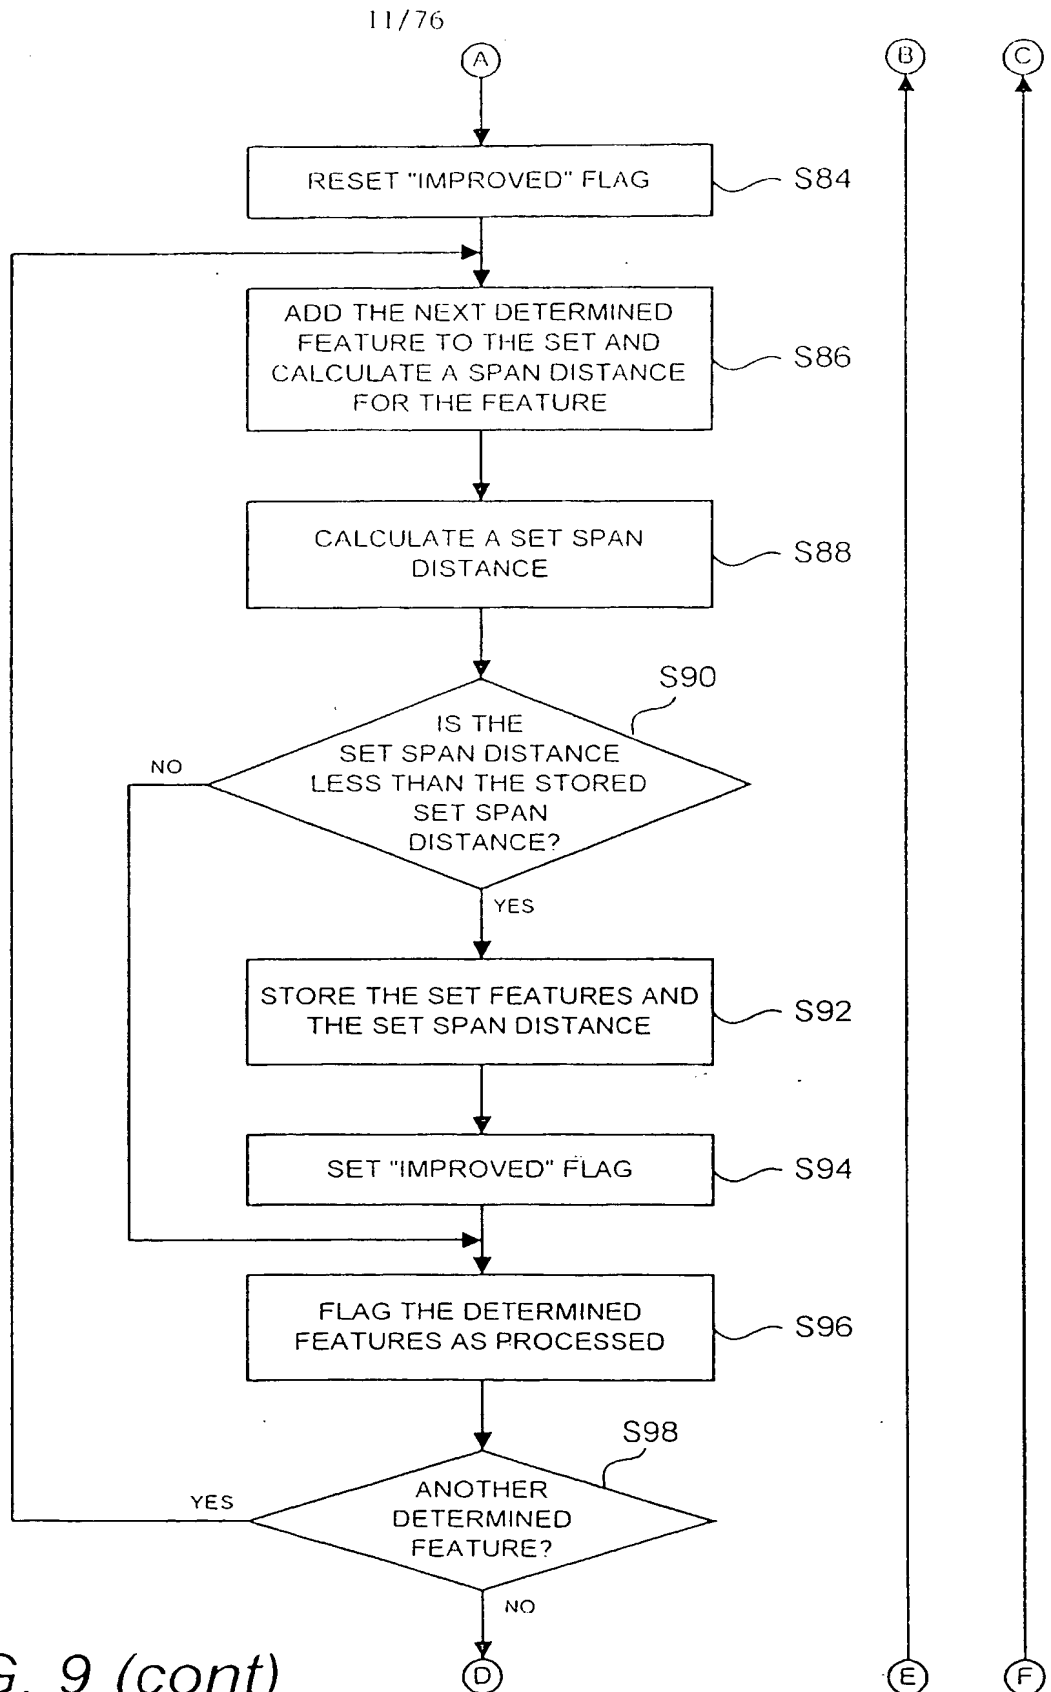 11/76
A
B
C
RESET "IMPROVED" FLAG
S84
ADD THE NEXT DETERMINED
FEATURE TO THE SET AND
CALCULATE A SPAN DISTANCE
FOR THE FEATURE
S86
CALCULATE A SET SPAN
DISTANCE
S88
S90
IS THE
SET SPAN DISTANCE
LESS THAN THE STORED
SET SPAN
DISTANCE?
NO
YES
STORE THE SET FEATURES AND
THE SET SPAN DISTANCE
S92
SET "IMPROVED" FLAG
S94
FLAG THE DETERMINED
FEATURES AS PROCESSED
S96
S98
ANOTHER
DETERMINED
FEATURE?
YES
NO
G. 9 (cont)
D
E
F